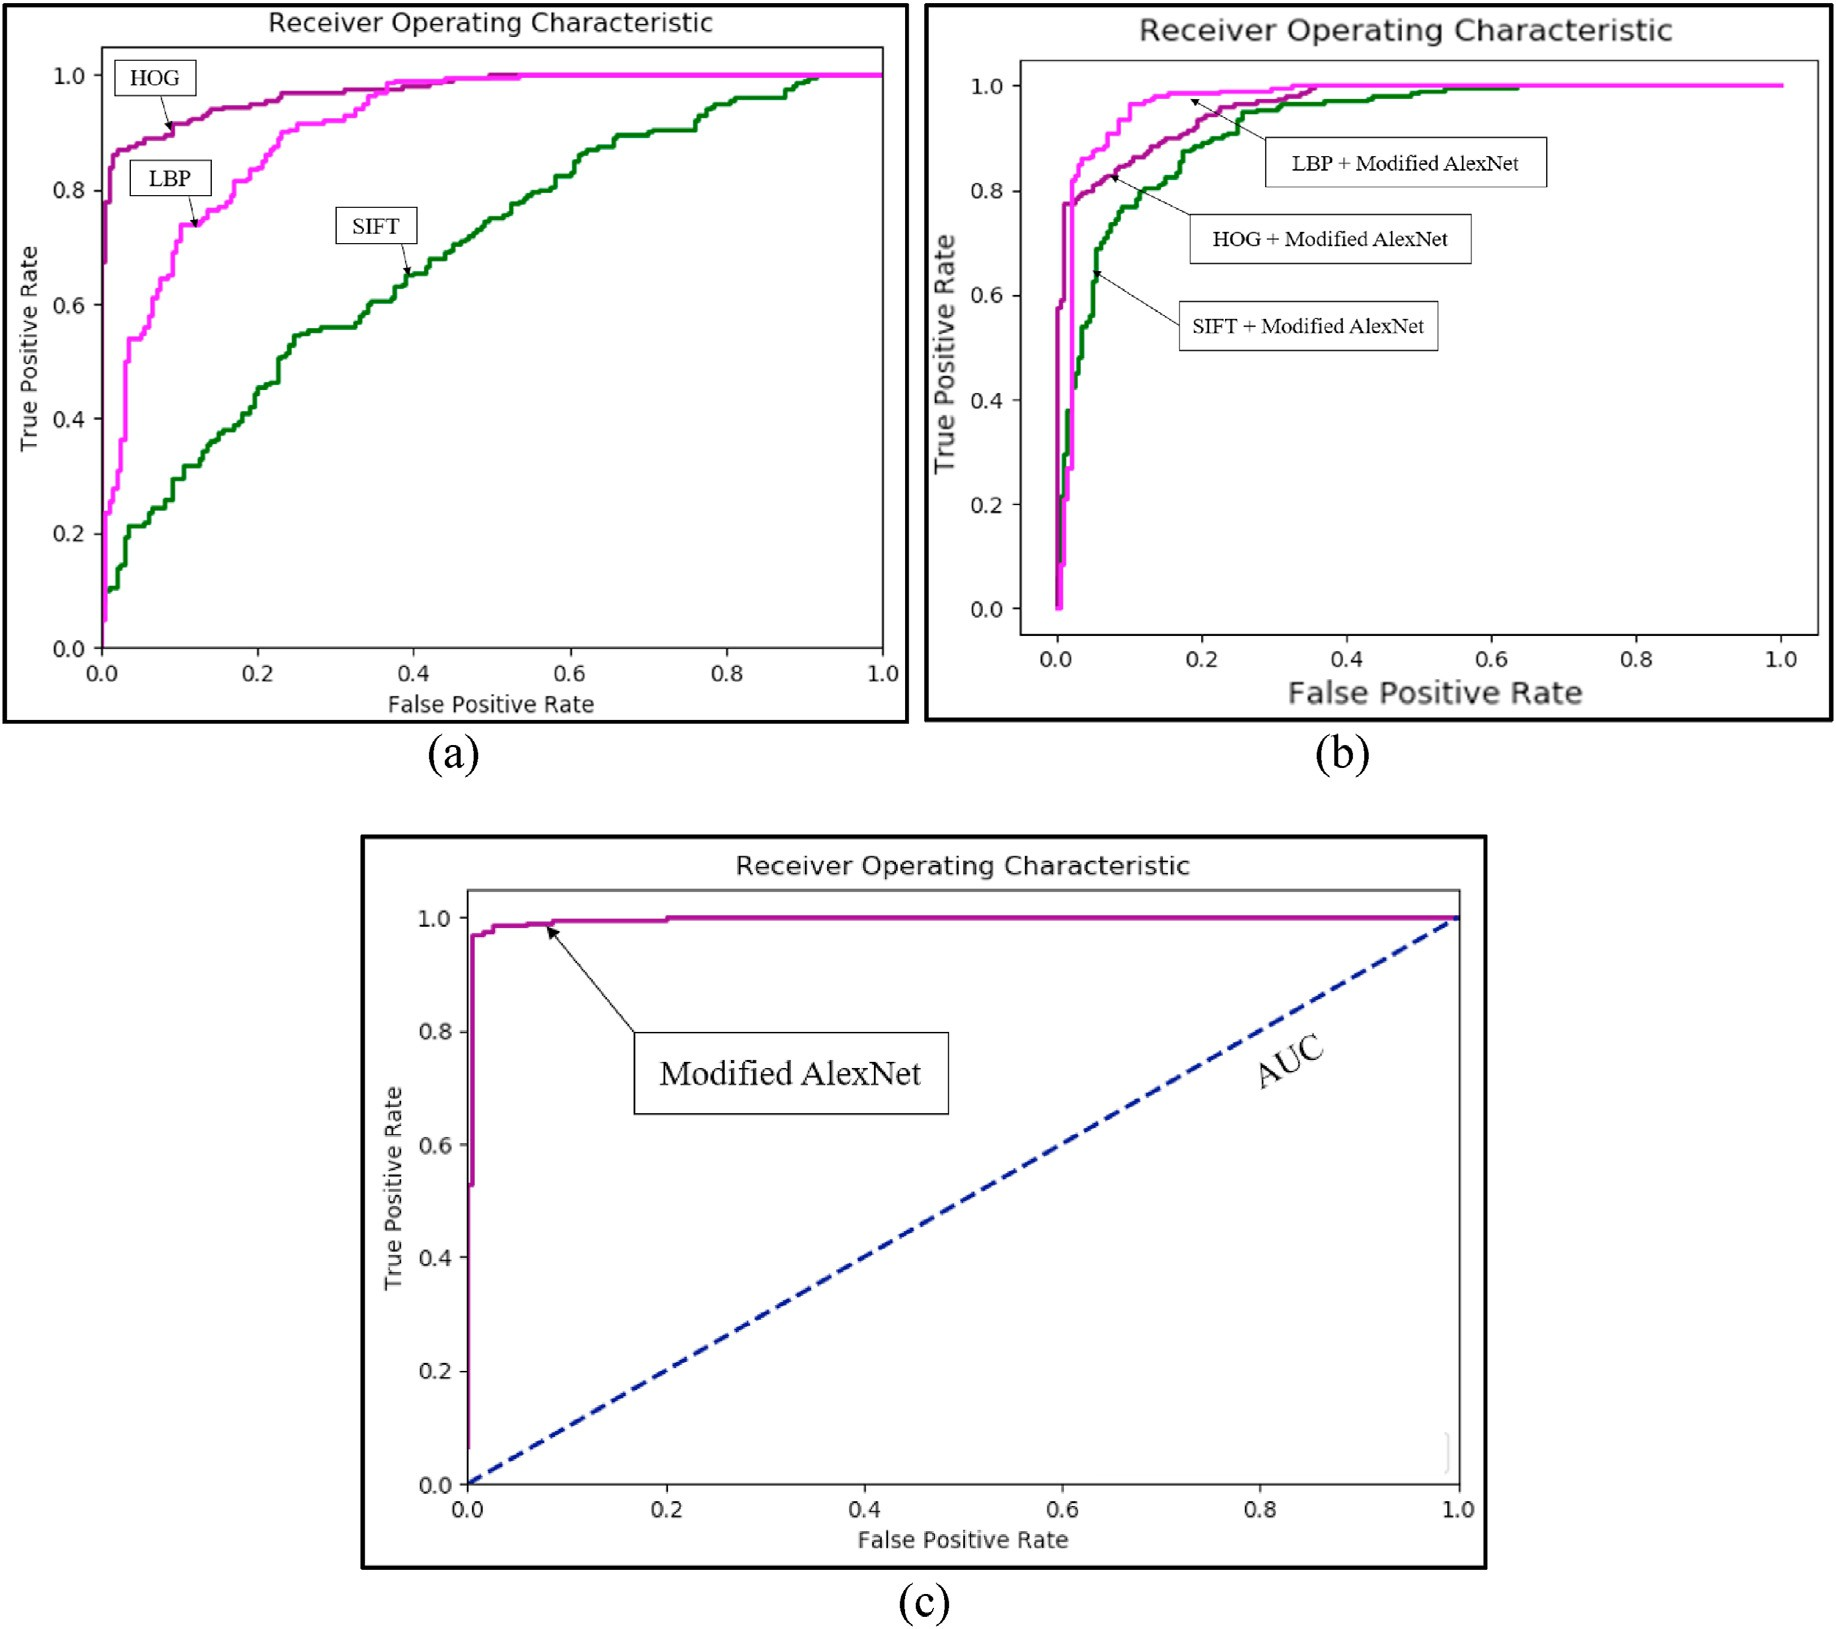 Receiver Operating Characteristic
HOG
LBP
SIFT
True Positive Rate
1.0
0.8
0.6
0.4
0.2
0.0
0.0 0.2 0.4 0.6 0.8 1.0
False Positive Rate
(a)
Receiver Operating Characteristic
LBP + Modified AlexNet
HOG + Modified AlexNet
SIFT + Modified AlexNet
True Positive Rate
1.0
0.8
0.6
0.4
0.2
0.0
0.0 0.2 0.4 0.6 0.8 1.0
False Positive Rate
(b)
Receiver Operating Characteristic
Modified AlexNet
AUC
True Positive Rate
1.0
0.8
0.6
0.4
0.2
0.0
0.0 0.2 0.4 0.6 0.8 1.0
False Positive Rate
(c)